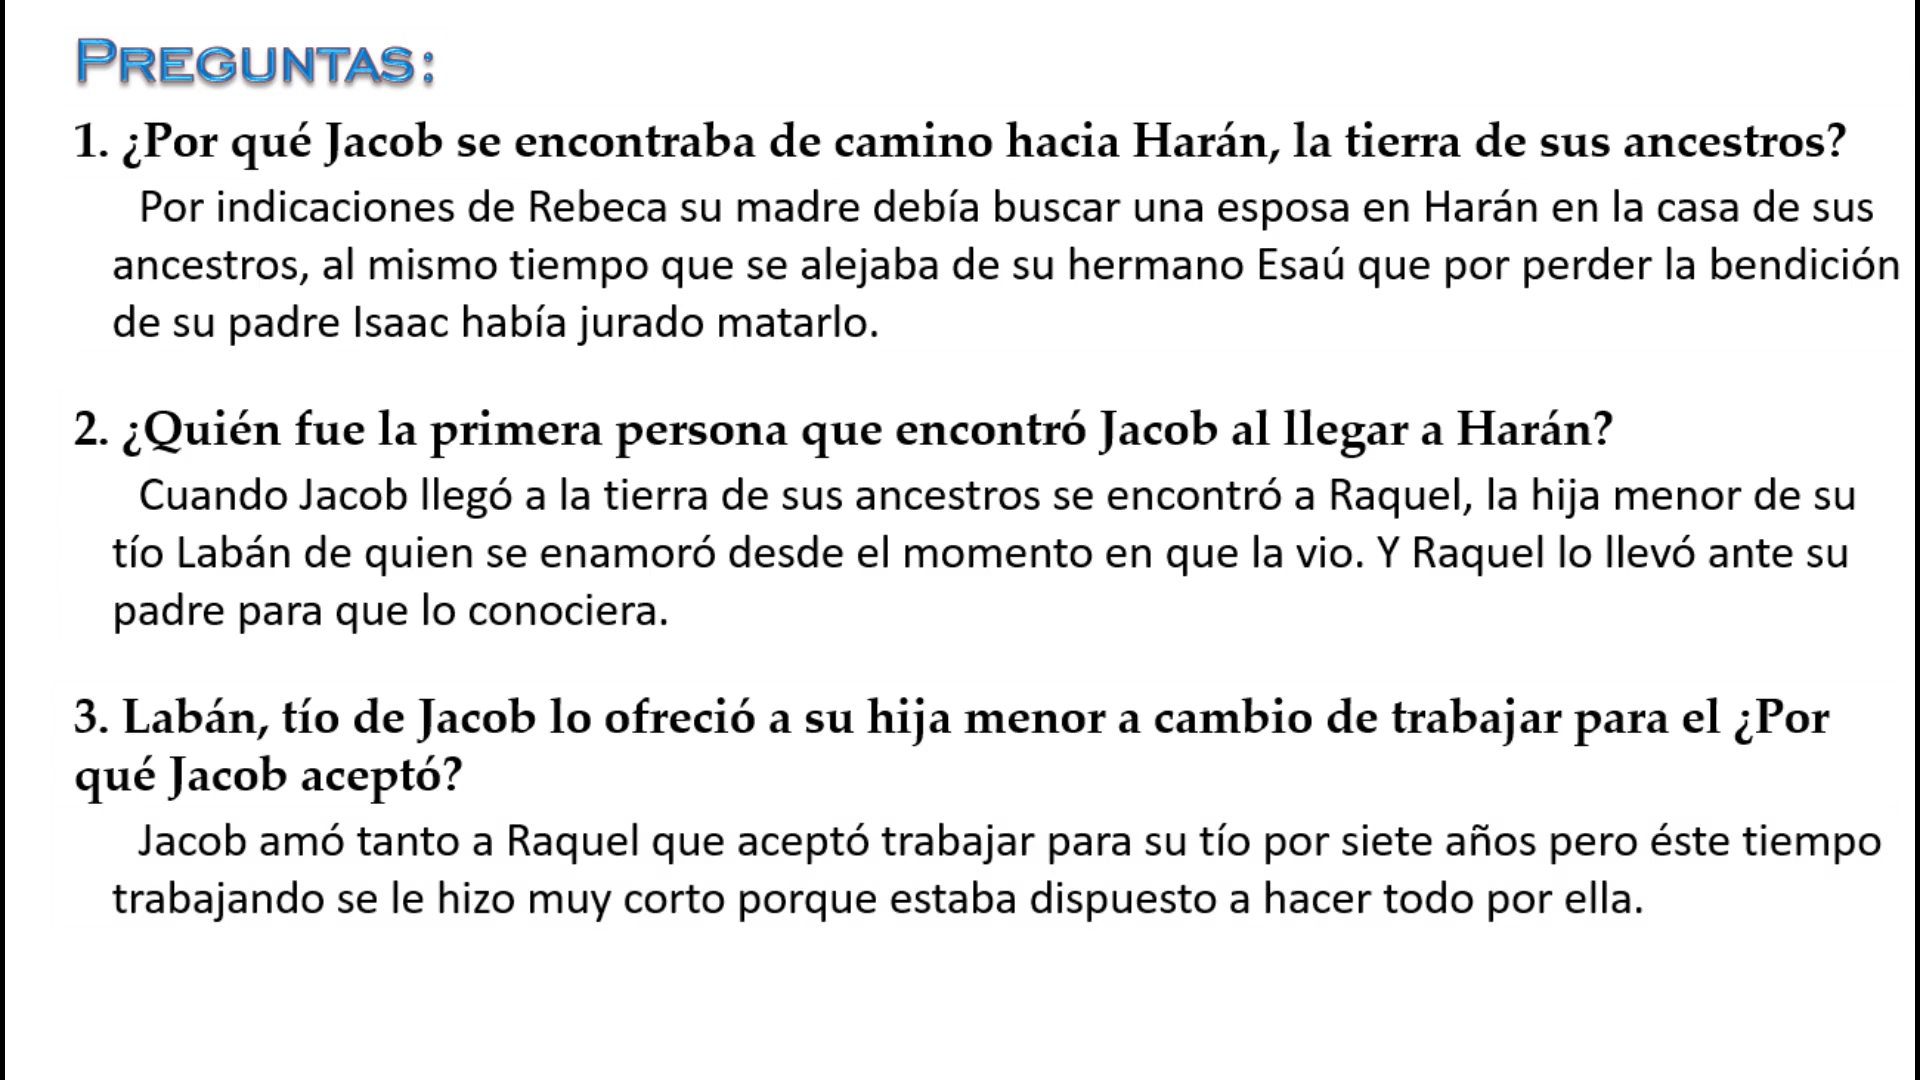 PREGUNTAS:
1. ¿Por qué Jacob se encontraba de camino hacia Harán, la tierra de sus ancestros?
Por indicaciones de Rebeca su madre debía buscar una esposa en Harán en la casa de sus
ancestros, al mismo tiempo que se alejaba de su hermano Esaú que por perder la bendición
de su padre Isaac había jurado matarlo.
2. ¿Quién fue la primera persona que encontró Jacob al llegar a Harán?
Cuando Jacob llegó a la tierra de sus ancestros se encontró a Raquel, la hija menor de su
tío Labán de quien se enamoró desde el momento en que la vio. Y Raquel lo llevó ante su
padre para que lo conociera.
3. Labán, tío de Jacob lo ofreció a su hija menor a cambio de trabajar para el ¿Por
qué Jacob aceptó?
Jacob amó tanto a Raquel que aceptó trabajar para su tío por siete años pero éste tiempo
trabajando se le hizo muy corto porque estaba dispuesto a hacer todo por ella.